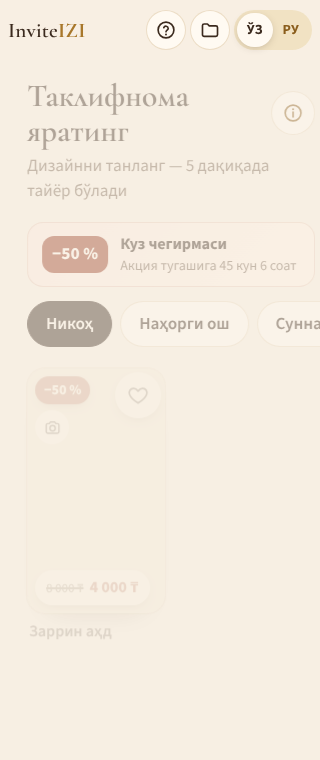 InviteIZI
ЎЗ
РУ
Таклифнома
яратинг
Дизайнни танланг — 5 дақиқада
тайёр бўлади
−50 %
Куз чегирмаси
Акция тугашига 45 кун 6 соат
Никоҳ
Наҳорги ош
Сунна
−50 %
8 000 ₸ 4 000 ₸
Заррин аҳд